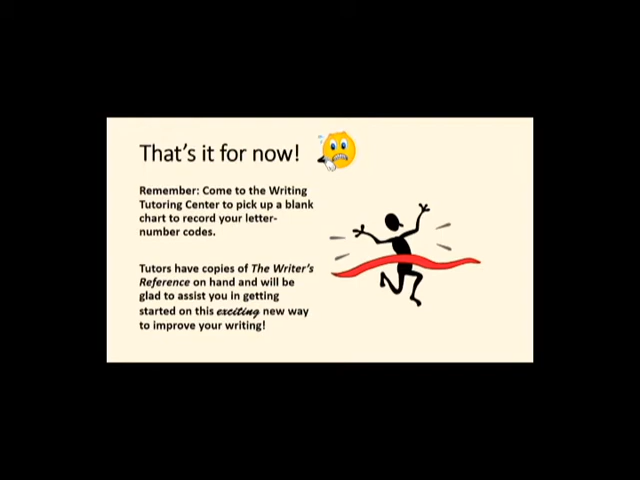 That's it for now!
Remember: Come to the Writing
Tutoring Center to pick up a blank
chart to record your letter-
number codes.
Tutors have copies of The Writer's
Reference on hand and will be
glad to assist you in getting
started on this exciting new way
to improve your writing!